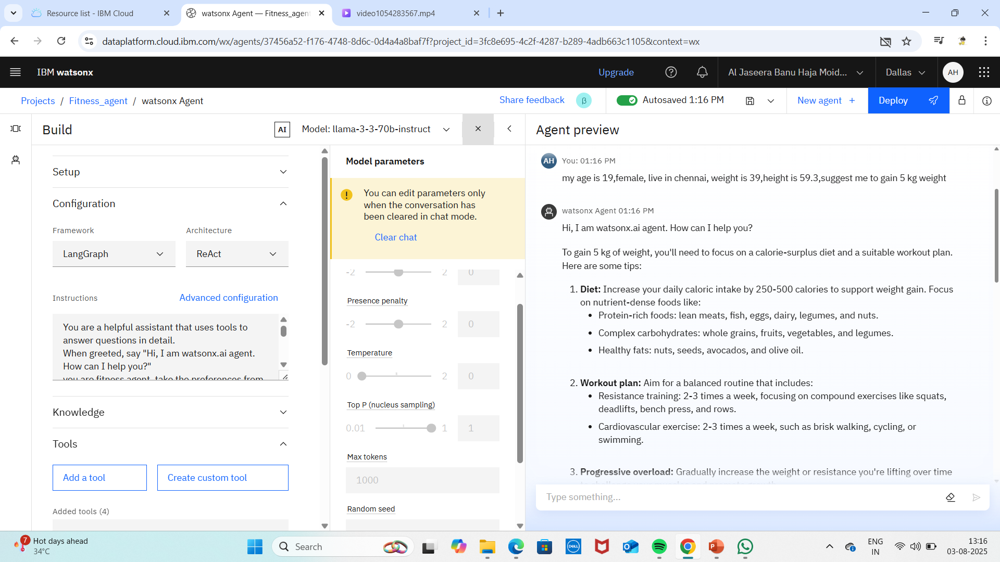 Resource list - IBM Cloud
watsonx Agent — Fitness_agent
video1054283567.mp4
dataplatform.cloud.ibm.com/wx/agents/37456a52-f176-4748-8d6c-0d4a4a8baf7f?project_id=3fc8e695-4c2f-4287-b289-4adb663c1105&context=wx
IBM watsonx
Upgrade
Al Jaseera Banu Haja Moid...
Dallas
AH
Projects / Fitness_agent / watsonx Agent
Share feedback
β
Autosaved 1:16 PM
New agent +
Deploy
Build
AI
Model: llama-3-3-70b-instruct
Agent preview
Setup
Configuration
Framework
Architecture
LangGraph
ReAct
Instructions
Advanced configuration
You are a helpful assistant that uses tools to
answer questions in detail.
When greeted, say "Hi, I am watsonx.ai agent.
How can I help you?"
you are fitness agent, take the preferences from
Knowledge
Tools
Add a tool
Create custom tool
Added tools (4)
Model parameters
You can edit parameters only
when the conversation has
been cleared in chat mode.
Clear chat
-2
2
0
Presence penalty
-2
2
0
Temperature
0
2
0
Top P (nucleus sampling)
0.01
1
1
Max tokens
1000
Random seed
AH
You: 01:16 PM
my age is 19,female, live in chennai, weight is 39,height is 59.3,suggest me to gain 5 kg weight
watsonx Agent 01:16 PM
Hi, I am watsonx.ai agent. How can I help you?
To gain 5 kg of weight, you'll need to focus on a calorie-surplus diet and a suitable workout plan.
Here are some tips:
1. Diet: Increase your daily caloric intake by 250-500 calories to support weight gain. Focus
on nutrient-dense foods like:
• Protein-rich foods: lean meats, fish, eggs, dairy, legumes, and nuts.
• Complex carbohydrates: whole grains, fruits, vegetables, and legumes.
• Healthy fats: nuts, seeds, avocados, and olive oil.
2. Workout plan: Aim for a balanced routine that includes:
• Resistance training: 2-3 times a week, focusing on compound exercises like squats,
deadlifts, bench press, and rows.
• Cardiovascular exercise: 2-3 times a week, such as brisk walking, cycling, or
swimming.
3. Progressive overload: Gradually increase the weight or resistance you're lifting over time
Type something...
7
Hot days ahead
34°C
Search
DELL
ENG
IN
13:16
03-08-2025